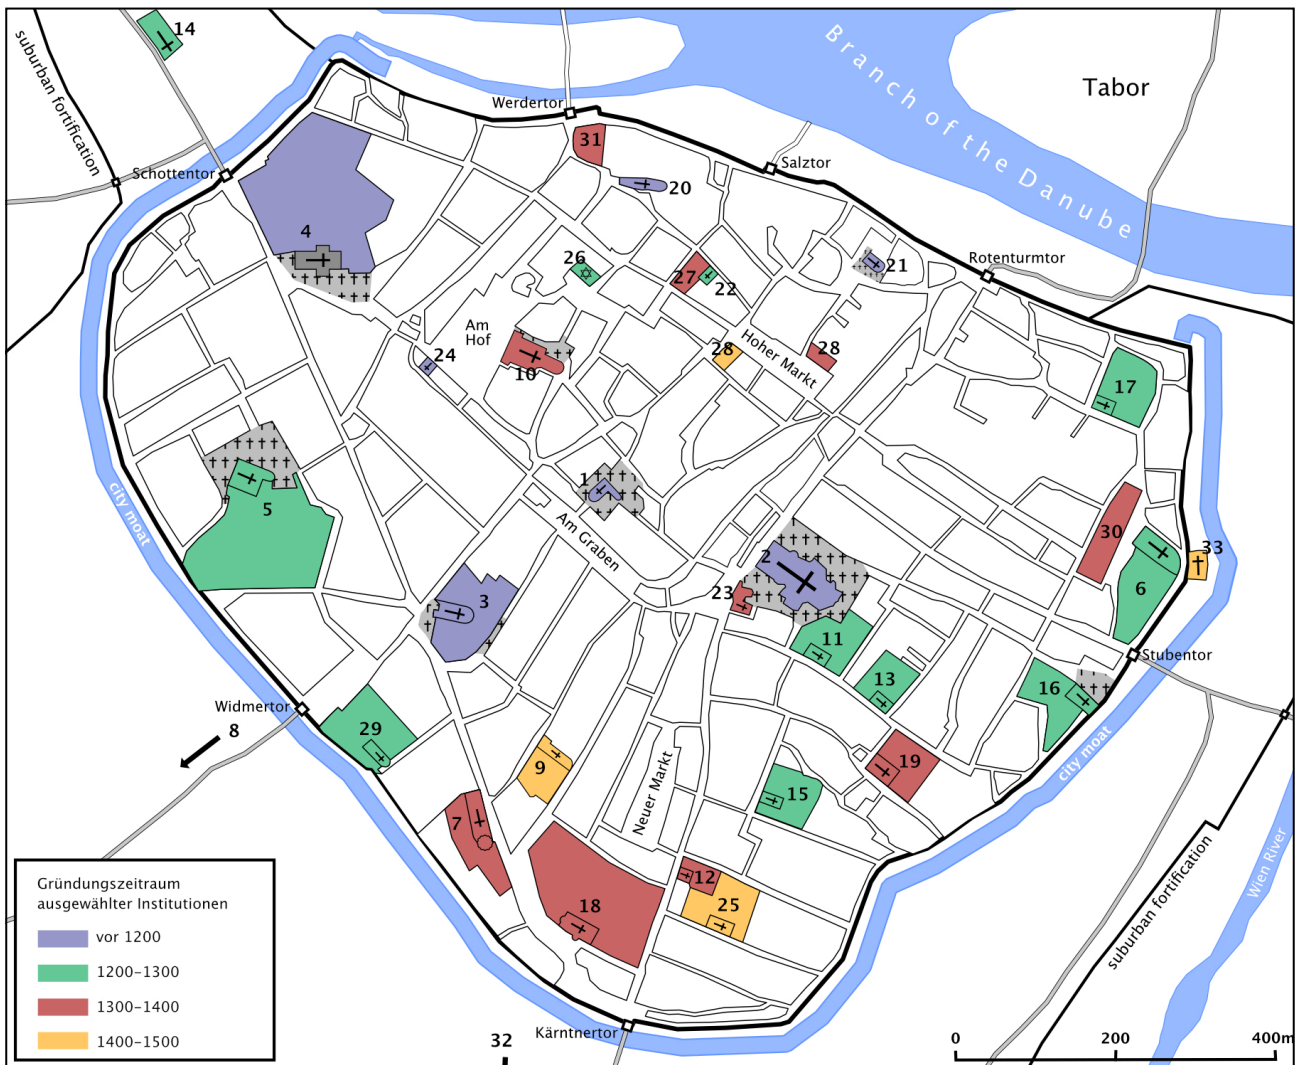 14
suburban fortification
Branch of the Danube
Tabor
Werdertor
31
Salztor
Schottentor
20
4
26
27
22
21
Rotenturmtor
Am
Hof
24
10
28
Hoher Markt
28
17
1
5
city moat
Am Graben
2
30
33
3
23
6
11
Stubentor
13
16
Widmertor
8
29
9
Neuer Markt
15
19
city moat
7
12
18
25
suburban fortification
Wien River
Gründungszeitraum
ausgewählter Institutionen
vor 1200
1200–1300
1300–1400
1400–1500
Kärntnertor
32
0 200 400m